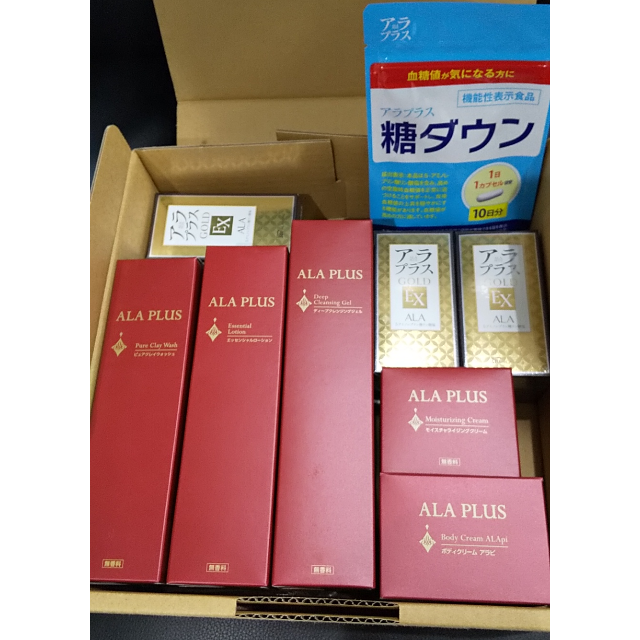 アラ
プラス
血糖値が気になる方に
機能性表示食品
アラプラス
糖ダウン
1日
1カプセル
10日分
アラ
プラス
GOLD
EX
ALA
アラ
プラス
GOLD
EX
ALA
アラ
プラス
GOLD
EX
ALA
ALA PLUS
Pure Clay Wash
ピュアクレイウォッシュ
無香料
ALA PLUS
Essential
Lotion
エッセンシャルローション
無香料
ALA PLUS
Deep
Cleansing Gel
ディープクレンジングジェル
無香料
ALA PLUS
Moisturizing Cream
モイスチャライジングクリーム
無香料
ALA PLUS
Body Cream ALApi
ボディクリーム アラピ